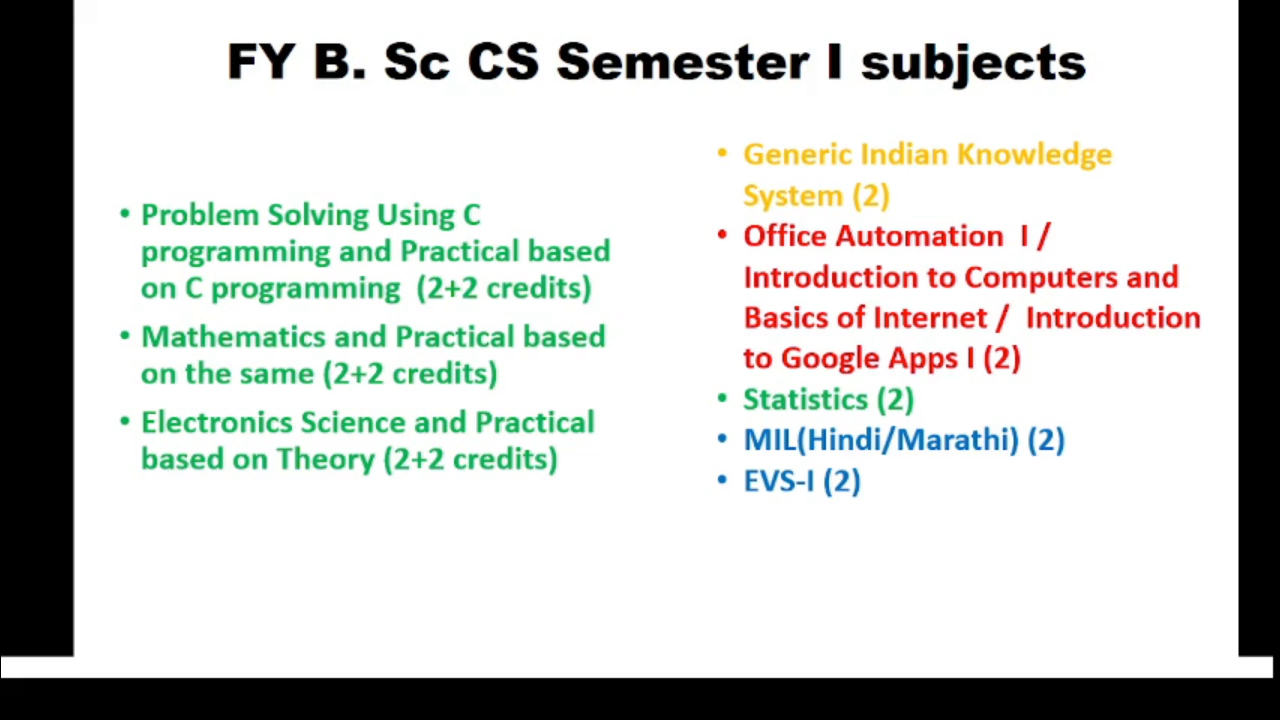 FY B. Sc CS Semester I subjects
• Problem Solving Using C
programming and Practical based
on C programming (2+2 credits)
• Mathematics and Practical based
on the same (2+2 credits)
• Electronics Science and Practical
based on Theory (2+2 credits)
• Generic Indian Knowledge
System (2)
• Office Automation I /
Introduction to Computers and
Basics of Internet / Introduction
to Google Apps I (2)
• Statistics (2)
• MIL(Hindi/Marathi) (2)
• EVS-I (2)